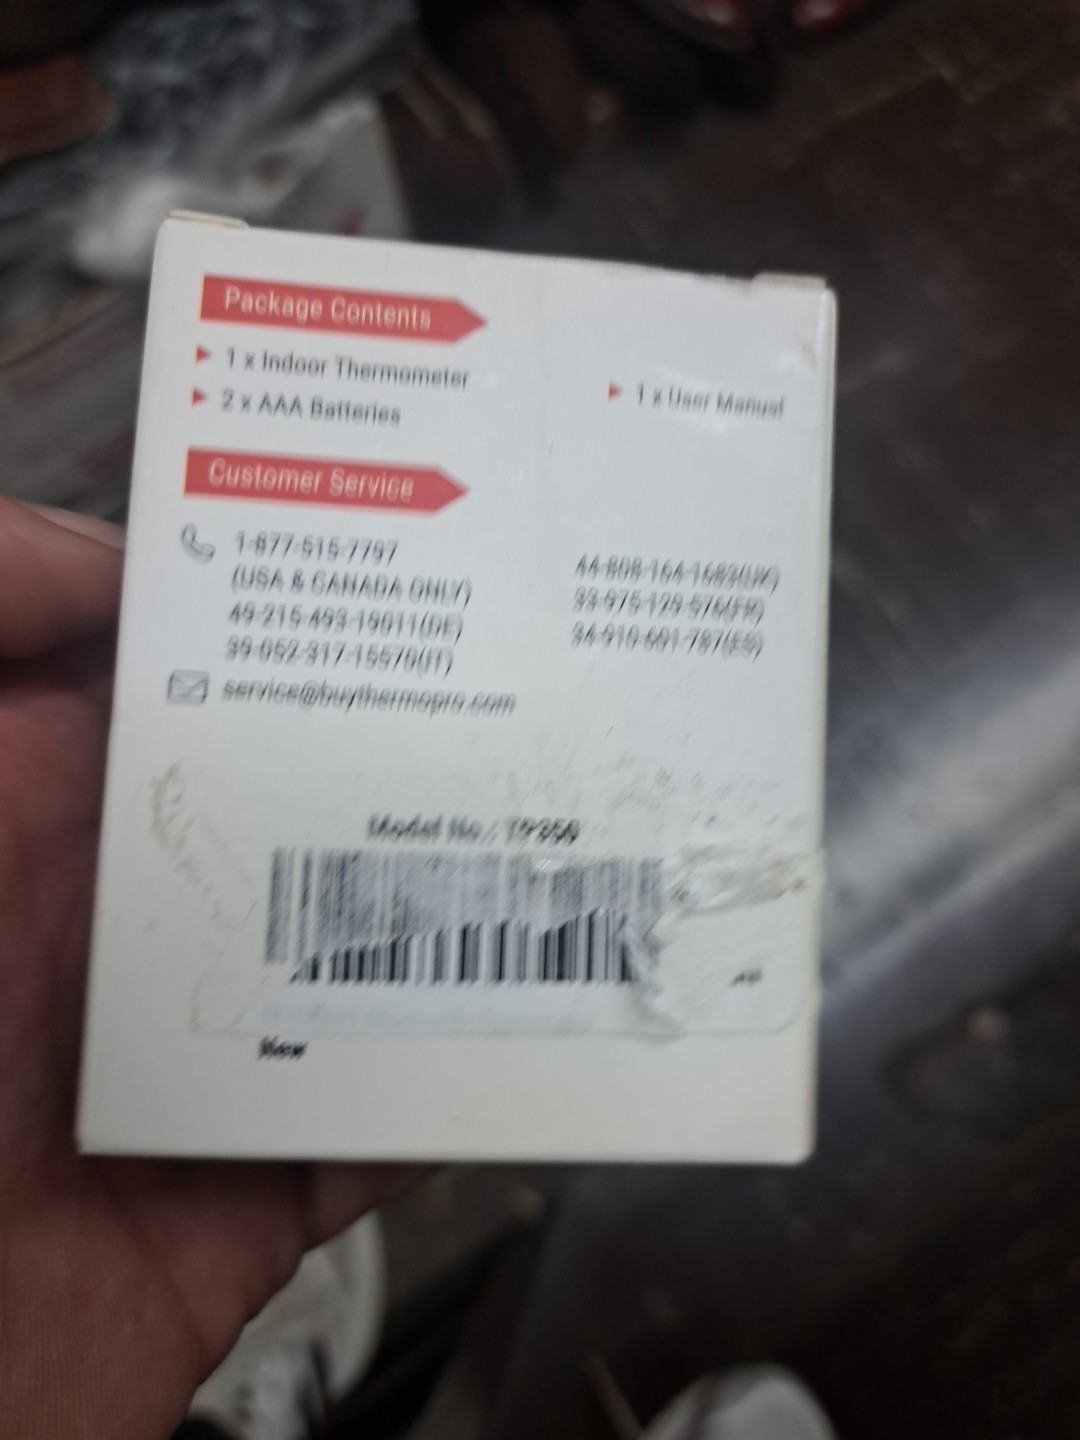 Package Contents
1 x Indoor Thermometer
2 x AAA Batteries
1 x User Manual
Customer Service
1-877-515-7797
(USA & CANADA ONLY)
49-215-493-19011(DE)
39-052-317-15570(IT)
44-808-164-1683(UK)
33-975-129-576(FR)
34-910-601-787(ES)
service@buythermopro.com
Model No.:
New